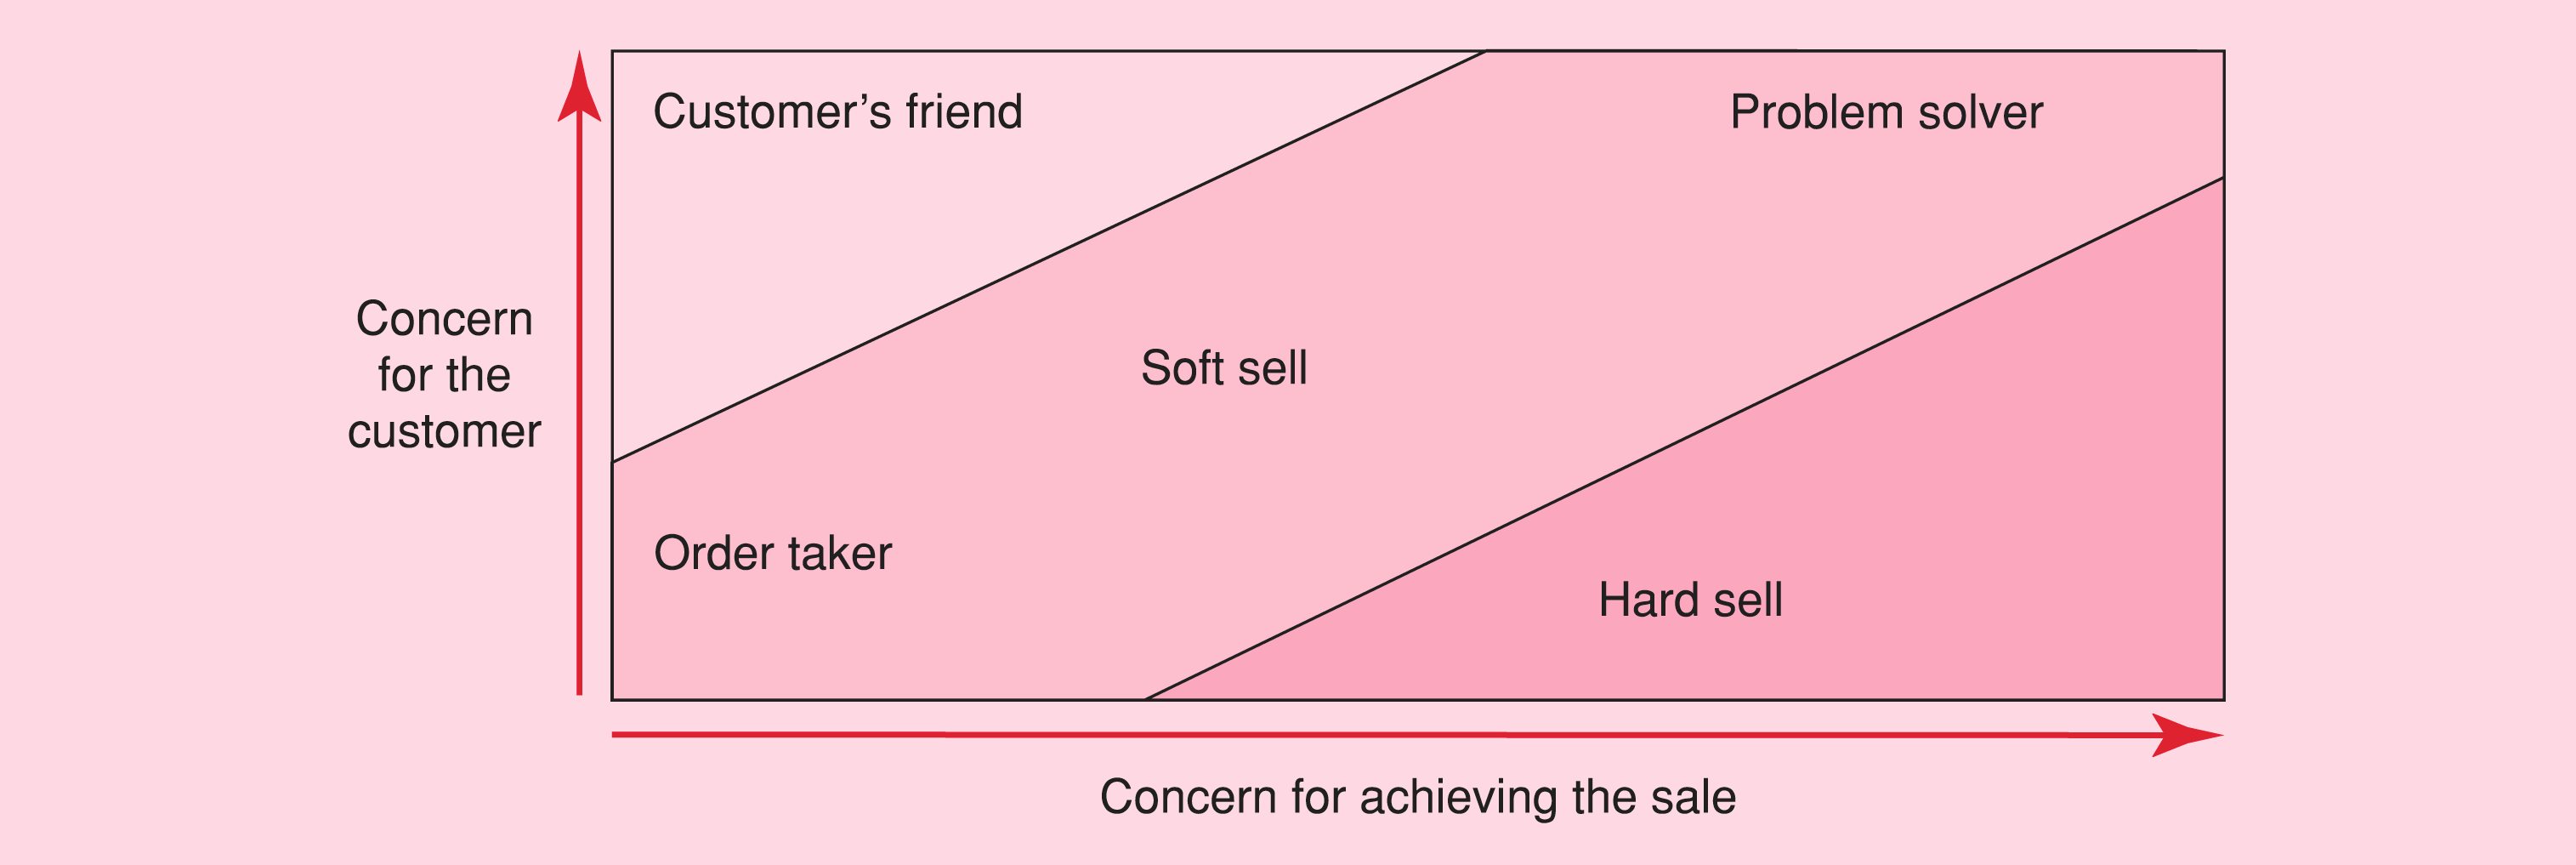 Customer’s friend
Problem solver
Concern
for the
customer
Soft sell
Order taker
Hard sell
Concern for achieving the sale